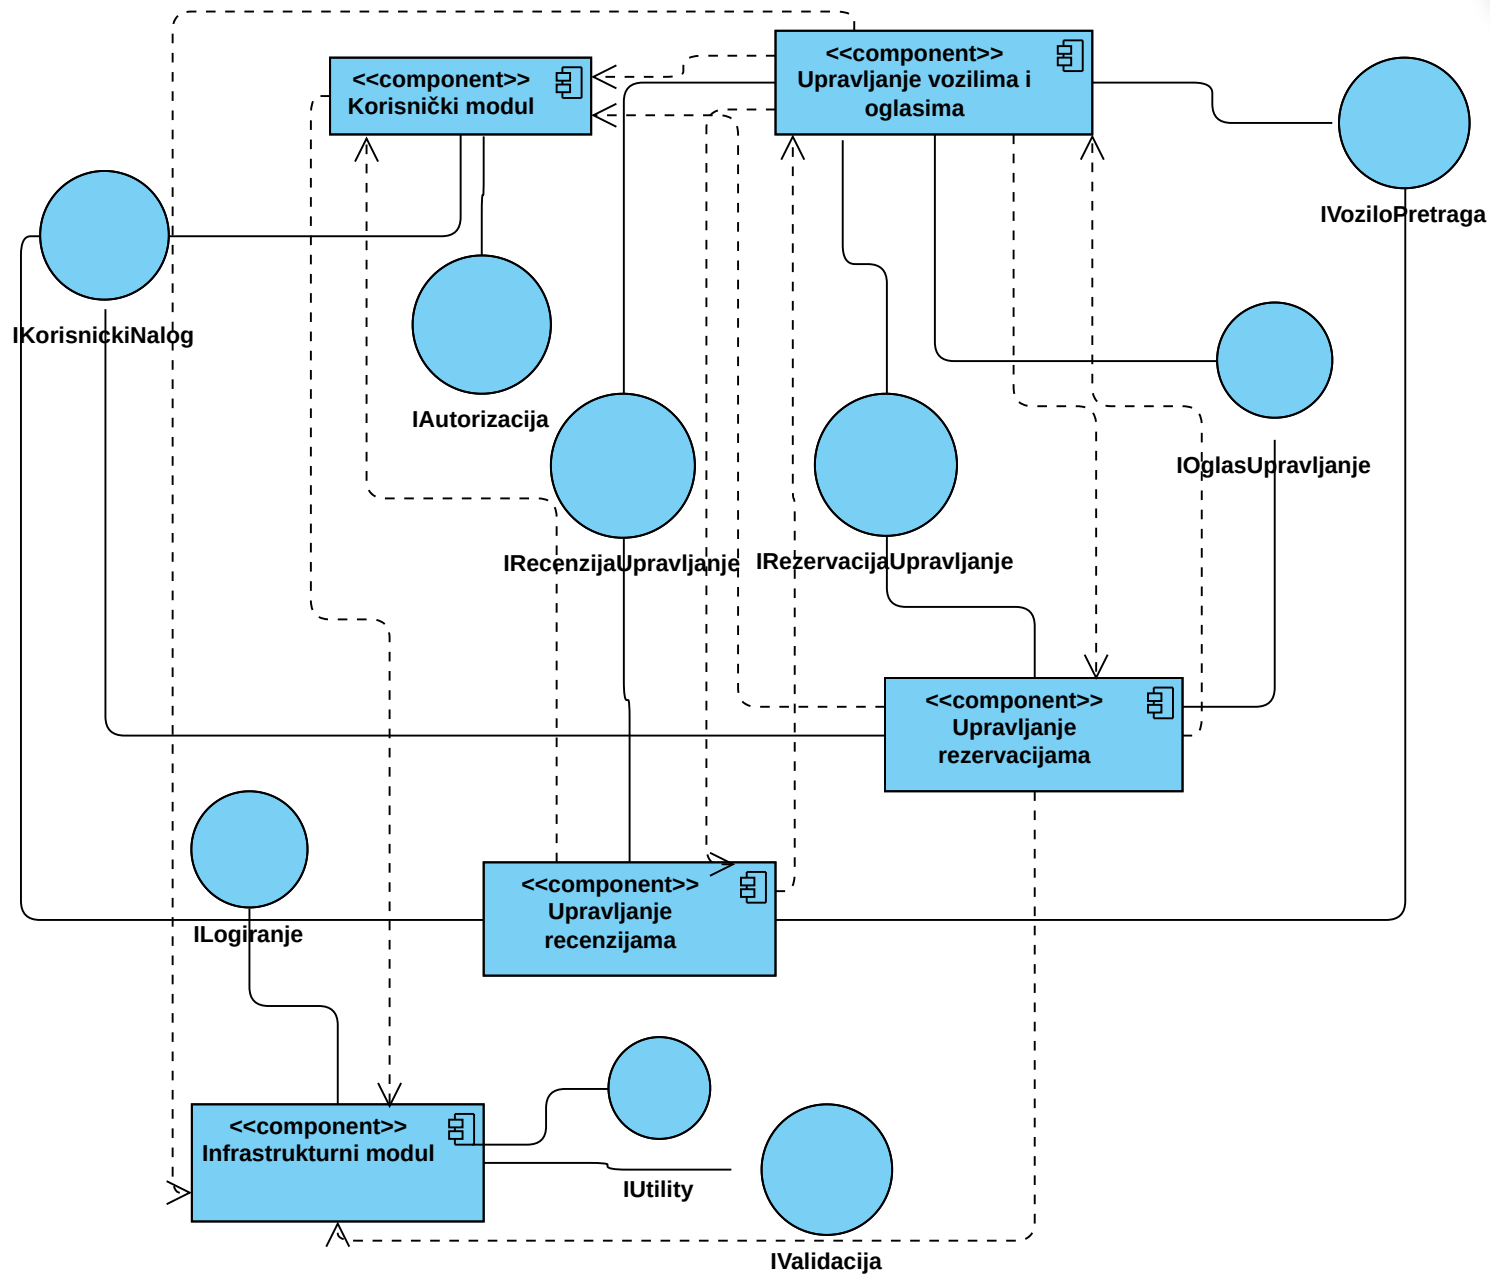 <<component>>
Korisnički modul
<<component>>
Upravljanje vozilima i
oglasima
IVoziloPretraga
IKorisnickiNalog
IAutorizacija
IOglasUpravljanje
IRecenzijaUpravljanje
IRezervacijaUpravljanje
<<component>>
Upravljanje
rezervacijama
<<component>>
Upravljanje
recenzijama
ILogiranje
<<component>>
Infrastrukturni modul
IUtility
IValidacija